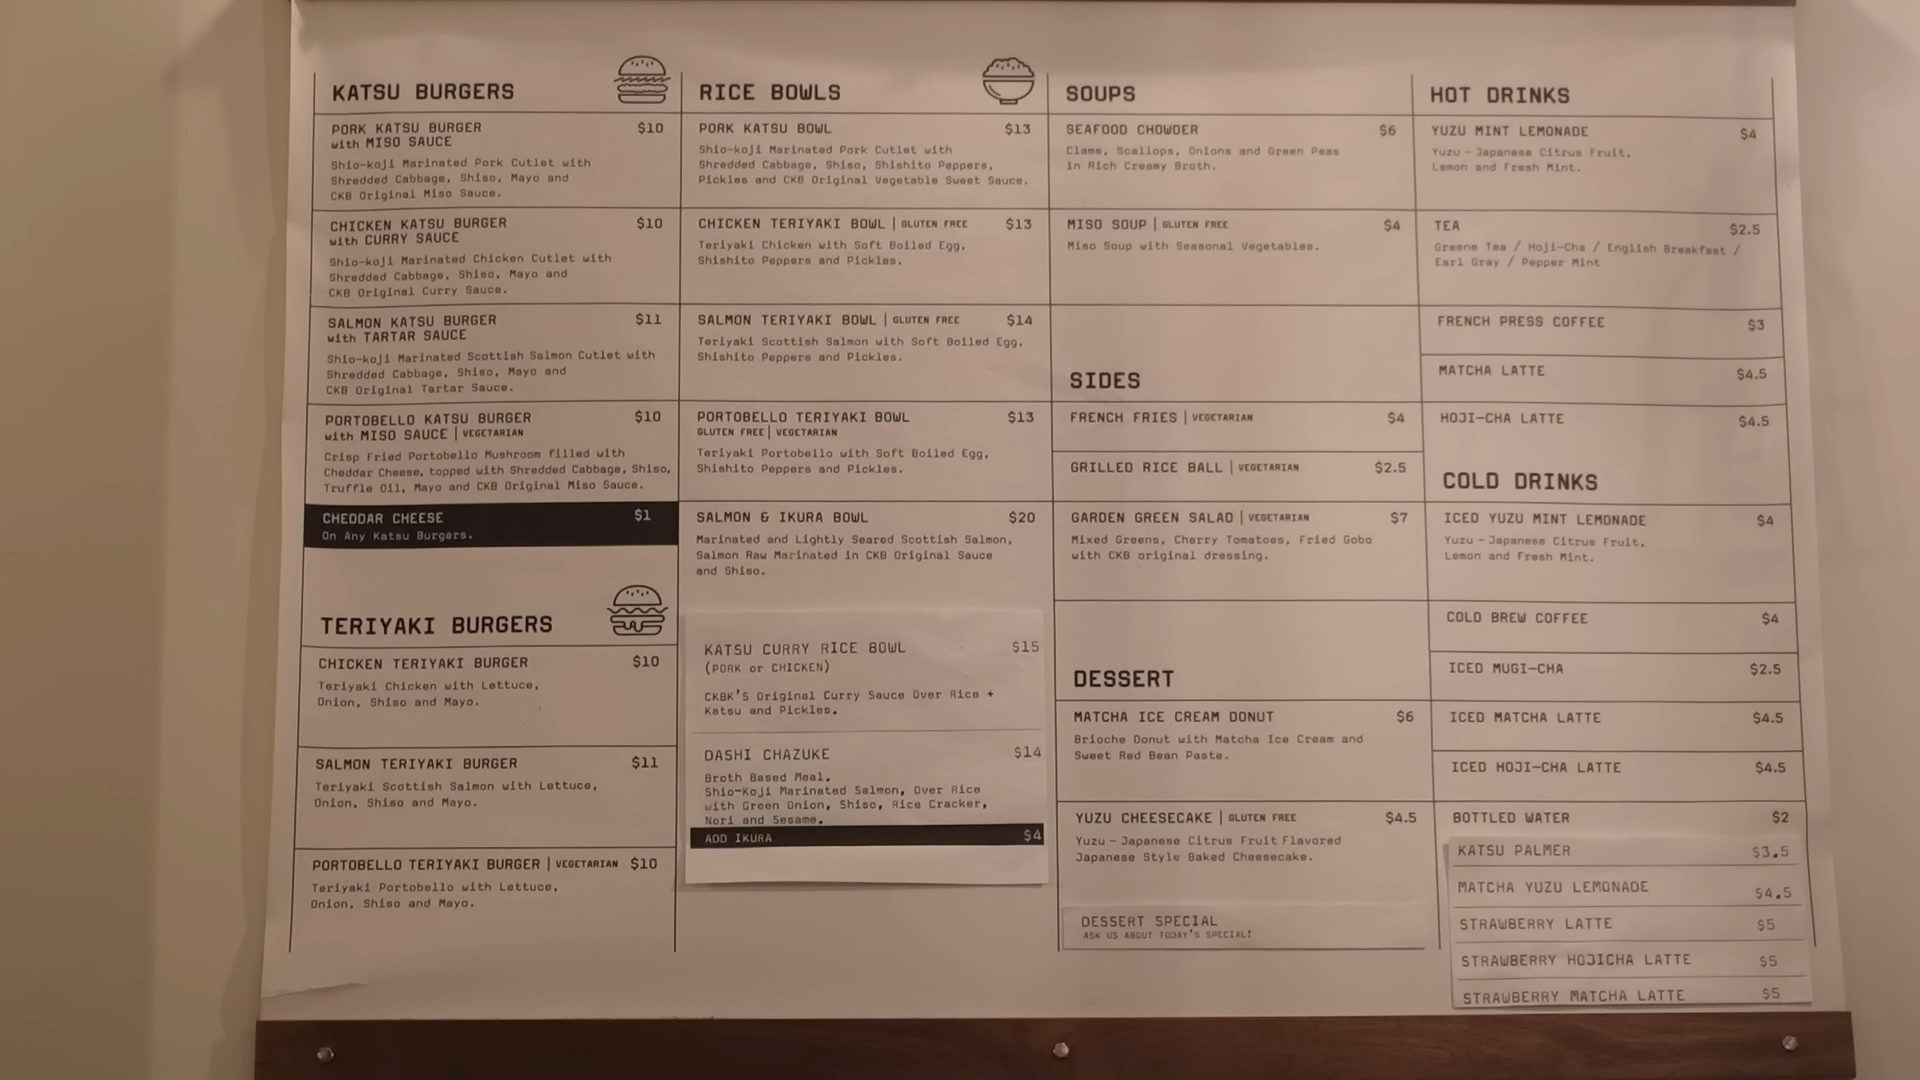 KATSU BURGERS
PORK KATSU BURGER $10
with MISO SAUCE
Shio-koji Marinated Pork Cutlet with
Shredded Cabbage, Shiso, Mayo and
CKB Original Miso Sauce.
CHICKEN KATSU BURGER $10
with CURRY SAUCE
Shio-koji Marinated Chicken Cutlet with
Shredded Cabbage, Shiso, Mayo and
CKB Original Curry Sauce.
SALMON KATSU BURGER $11
with TARTAR SAUCE
Shio-koji Marinated Scottish Salmon Cutlet with
Shredded Cabbage, Shiso, Mayo and
CKB Original Tartar Sauce.
PORTOBELLO KATSU BURGER $10
with MISO SAUCE | VEGETARIAN
Crisp Fried Portobello Mushroom filled with
Cheddar Cheese, topped with Shredded Cabbage, Shiso,
Truffle Oil, Mayo and CKB Original Miso Sauce.
CHEDDAR CHEESE $1
On Any Katsu Burgers.
TERIYAKI BURGERS
CHICKEN TERIYAKI BURGER $10
Teriyaki Chicken with Lettuce,
Onion, Shiso and Mayo.
SALMON TERIYAKI BURGER $11
Teriyaki Scottish Salmon with Lettuce,
Onion, Shiso and Mayo.
PORTOBELLO TERIYAKI BURGER | VEGETARIAN $10
Teriyaki Portobello with Lettuce,
Onion, Shiso and Mayo.
RICE BOWLS
PORK KATSU BOWL $13
Shio-koji Marinated Pork Cutlet with
Shredded Cabbage, Shiso, Shishito Peppers,
Pickles and CKB Original Vegetable Sweet Sauce.
CHICKEN TERIYAKI BOWL | GLUTEN FREE $13
Teriyaki Chicken with Soft Boiled Egg,
Shishito Peppers and Pickles.
SALMON TERIYAKI BOWL | GLUTEN FREE $14
Teriyaki Scottish Salmon with Soft Boiled Egg,
Shishito Peppers and Pickles.
PORTOBELLO TERIYAKI BOWL $13
GLUTEN FREE | VEGETARIAN
Teriyaki Portobello with Soft Boiled Egg,
Shishito Peppers and Pickles.
SALMON & IKURA BOWL $20
Marinated and Lightly Seared Scottish Salmon,
Salmon Raw Marinated in CKB Original Sauce
and Shiso.
KATSU CURRY RICE BOWL $15
(PORK or CHICKEN)
CKBK'S Original Curry Sauce Over Rice +
Katsu and Pickles.
DASHI CHAZUKE $14
Broth Based Meal.
Shio-Koji Marinated Salmon, Over Rice
with Green Onion, Shiso, Rice Cracker,
Nori and Sesame.
ADD IKURA $4
SOUPS
SEAFOOD CHOWDER $6
Clams, Scallops, Onions and Green Peas
in Rich Creamy Broth.
MISO SOUP | GLUTEN FREE $4
Miso Soup with Seasonal Vegetables.
SIDES
FRENCH FRIES | VEGETARIAN $4
GRILLED RICE BALL | VEGETARIAN $2.5
GARDEN GREEN SALAD | VEGETARIAN $7
Mixed Greens, Cherry Tomatoes, Fried Gobo
with CKB original dressing.
DESSERT
MATCHA ICE CREAM DONUT $6
Brioche Donut with Matcha Ice Cream and
Sweet Red Bean Paste.
YUZU CHEESECAKE | GLUTEN FREE $4.5
Yuzu - Japanese Citrus Fruit Flavored
Japanese Style Baked Cheesecake.
DESSERT SPECIAL
ASK US ABOUT TODAY'S SPECIAL!
HOT DRINKS
YUZU MINT LEMONADE $4
Yuzu - Japanese Citrus Fruit,
Lemon and Fresh Mint.
TEA $2.5
Greene Tea / Hoji-Cha / English Breakfast /
Earl Gray / Pepper Mint
FRENCH PRESS COFFEE $3
MATCHA LATTE $4.5
HOJI-CHA LATTE $4.5
COLD DRINKS
ICED YUZU MINT LEMONADE $4
Yuzu - Japanese Citrus Fruit,
Lemon and Fresh Mint.
COLD BREW COFFEE $4
ICED MUGI-CHA $2.5
ICED MATCHA LATTE $4.5
ICED HOJI-CHA LATTE $4.5
BOTTLED WATER $2
KATSU PALMER $3.5
MATCHA YUZU LEMONADE $4.5
STRAWBERRY LATTE $5
STRAWBERRY HOJICHA LATTE $5
STRAWBERRY MATCHA LATTE $5